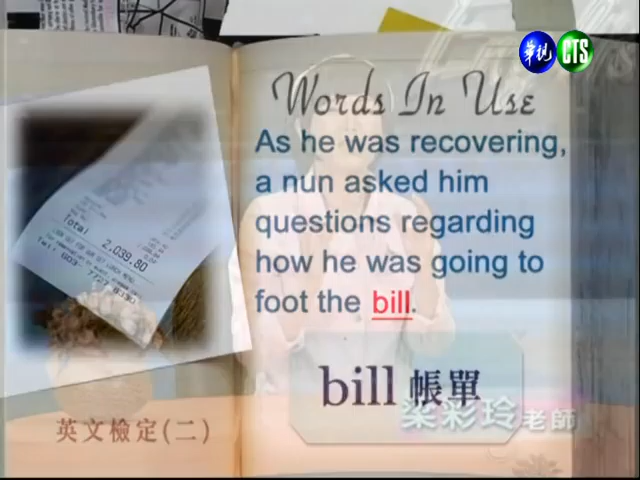 華視 CTS
Words In Use
As he was recovering,
a nun asked him
questions regarding
how he was going to
foot the bill.
Total 2,039.80
bill 帳單
梁彩玲老師
英文檢定(二)